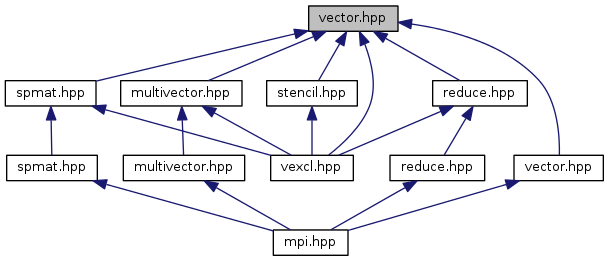 vector.hpp
spmat.hpp
multivector.hpp
stencil.hpp
reduce.hpp
spmat.hpp
multivector.hpp
vexcl.hpp
reduce.hpp
vector.hpp
mpi.hpp